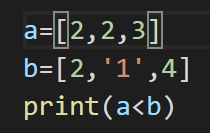 a=[2,2,3]
b=[2,'1',4]
print(a<b)